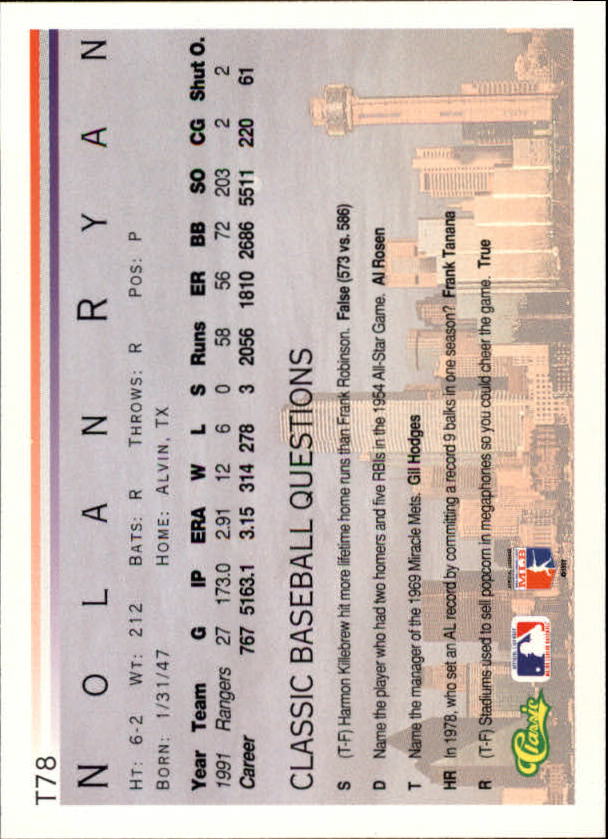 T78
N O L A N R Y A N
HT: 6-2 WT: 212 BATS: R THROWS: R POS: P
BORN: 1/31/47 HOME: ALVIN, TX
Year Team G IP ERA W L S Runs ER BB SO CG Shut O.
1991 Rangers 27 173.0 2.91 12 6 0 58 56 72 203 2 2
Career 767 5163.1 3.15 314 278 3 2056 1810 2686 5511 220 61
CLASSIC BASEBALL QUESTIONS
S (T-F) Harmon Killebrew hit more lifetime home runs than Frank Robinson. False (573 vs. 586)
D Name the player who had two homers and five RBIs in the 1954 All-Star Game. Al Rosen
T Name the manager of the 1969 Miracle Mets. Gil Hodges
HR In 1978, who set an AL record by committing a record 9 balks in one season? Frank Tanana
R (T-F) Stadiums used to sell popcorn in megaphones so you could cheer the game. True
Classic
MLB